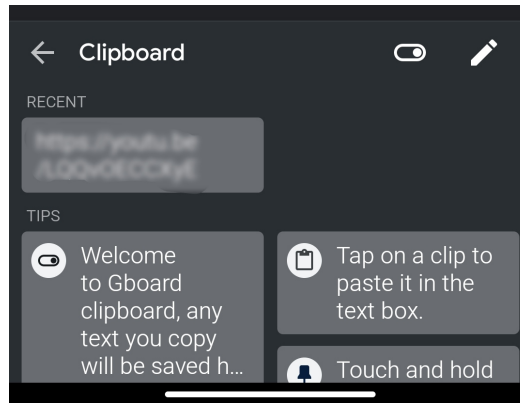 Clipboard
RECENT
TIPS
Welcome
to Gboard
clipboard, any
text you copy
will be saved h...
Tap on a clip to
paste it in the
text box.
Touch and hold